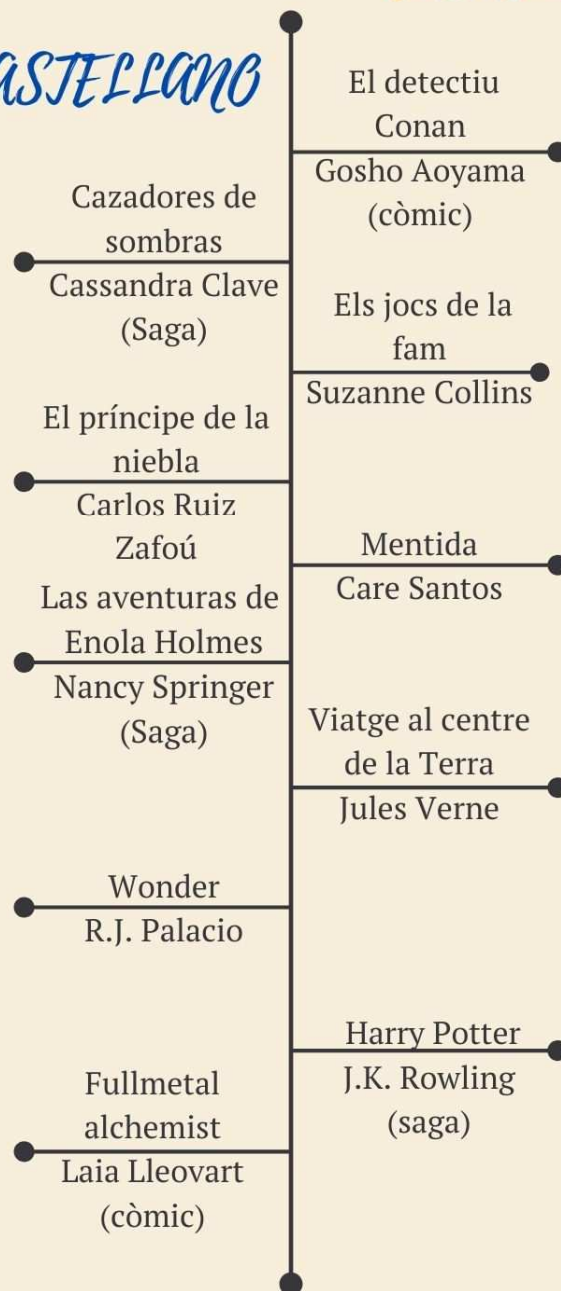 ASTELLANO
Cazadores de
sombras
Cassandra Clave
(Saga)
El príncipe de la
niebla
Carlos Ruiz
Zafoú
Las aventuras de
Enola Holmes
Nancy Springer
(Saga)
Wonder
R.J. Palacio
Fullmetal
alchemist
Laia Lleovart
(còmic)
El detectiu
Conan
Gosho Aoyama
(còmic)
Els jocs de la
fam
Suzanne Collins
Mentida
Care Santos
Viatge al centre
de la Terra
Jules Verne
Harry Potter
J.K. Rowling
(saga)